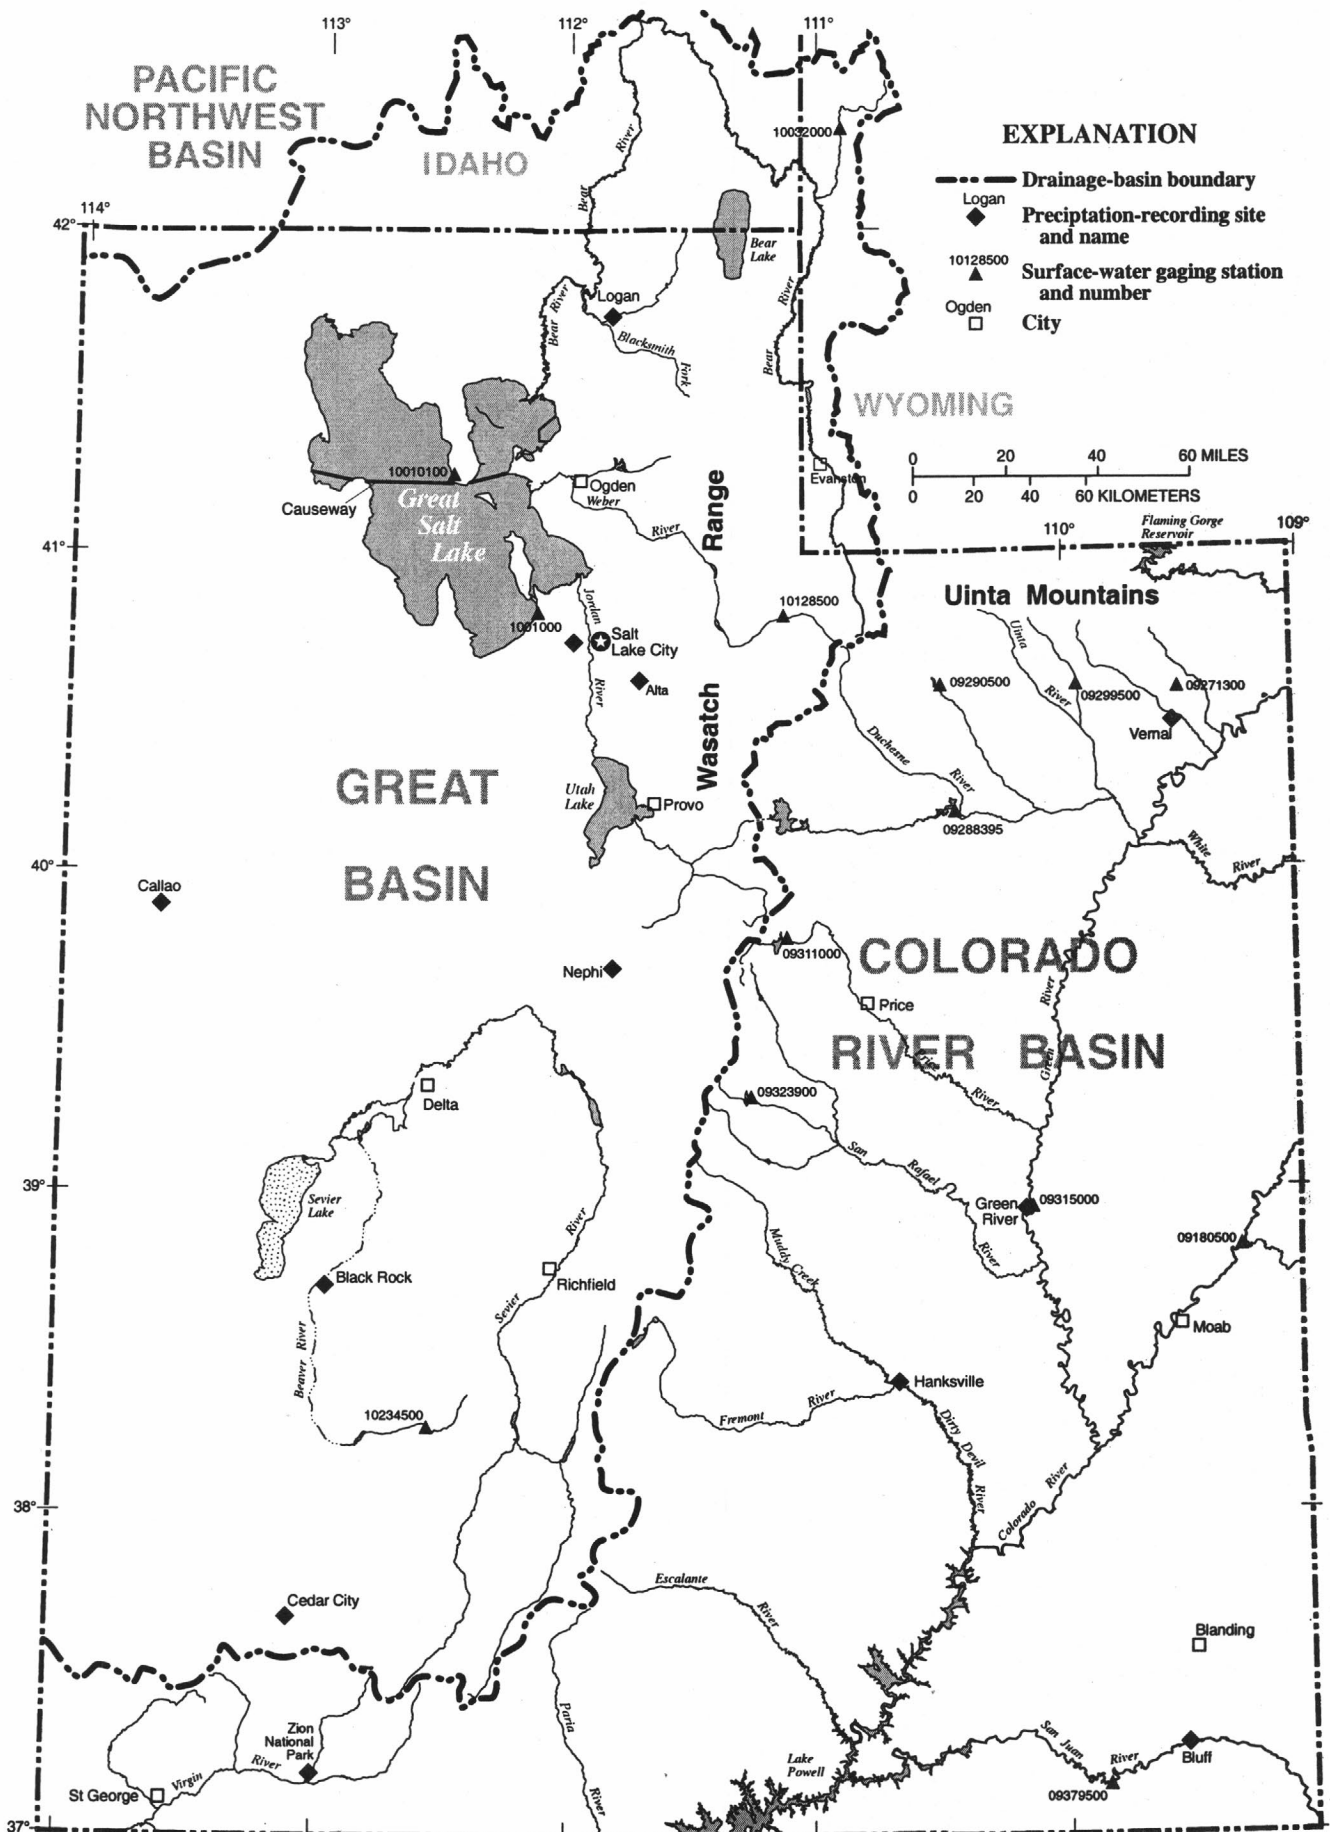 113°
112°
111°
PACIFIC
NORTHWEST
BASIN
IDAHO
10032000
EXPLANATION
Drainage-basin boundary
Logan
Preciptation-recording site
and name
10128500
Surface-water gaging station
and number
Ogden
City
114°
42°
River
Bear
Bear
Lake
River
Bear
Bear
River
Logan
Blacksmith
Fork
WYOMING
0 20 40 60 MILES
0 20 40 60 KILOMETERS
10010100
Causeway
Great
Salt
Lake
Ogden
Weber
River
Range
Evanston
110°
Flaming Gorge
Reservoir
109°
41°
Uinta Mountains
Jordan
River
1001000
Salt
Lake City
Alta
10128500
Wasatch
Uinta
River
09290500
09299500
09271300
Vernal
Duchesne
River
09288395
GREAT
BASIN
Utah
Lake
Provo
White
River
40°
Callao
Nephi
09311000
COLORADO
RIVER BASIN
Price
Price
River
River
Green
Delta
09323900
San
Rafael
River
39°
Sevier
Lake
Green
River
09315000
09180500
Black Rock
River
Sevier
Richfield
Muddy Creek
Moab
Beaver River
10234500
Hanksville
Fremont
River
Dirty Devil
River
Colorado
River
38°
Escalante
River
Cedar City
Blanding
Zion
National
Park
Virgin
River
St George
Paria
River
Lake
Powell
San Juan
River
Bluff
09379500
37°